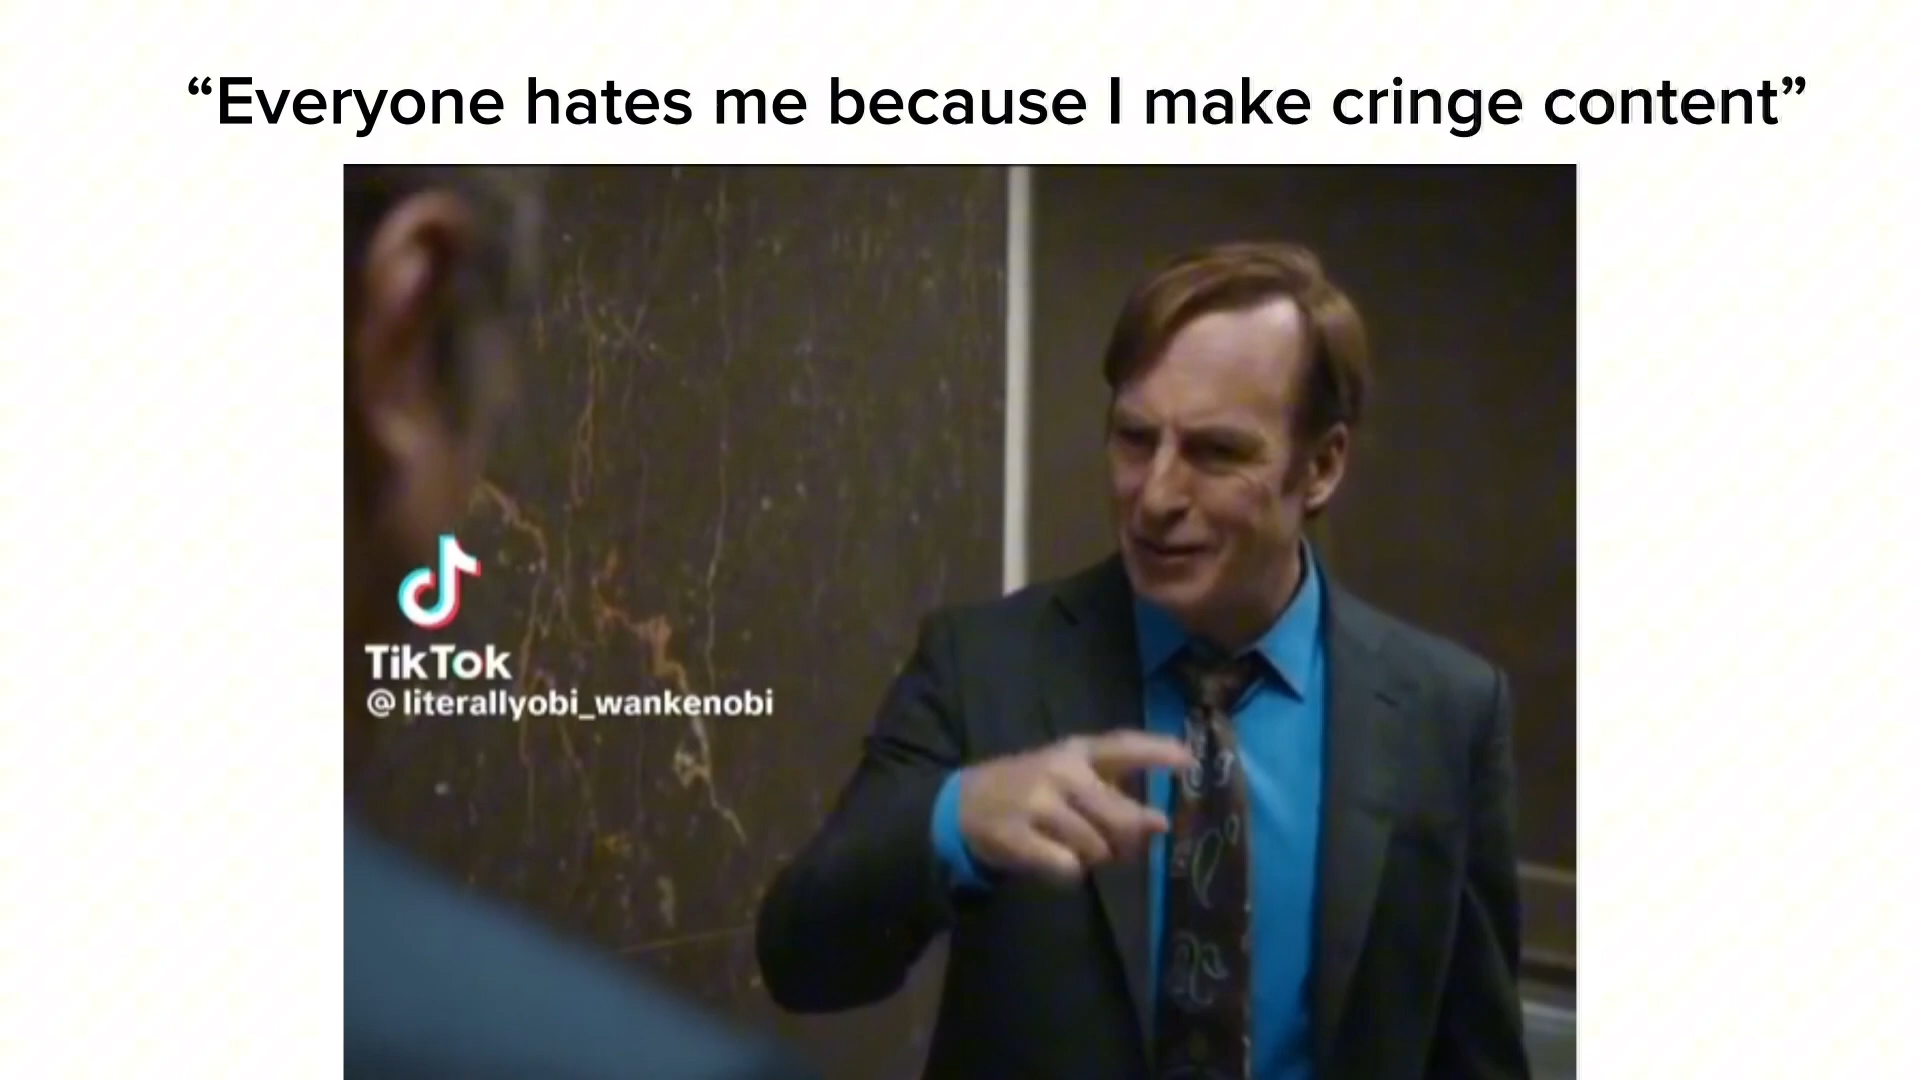 “Everyone hates me because I make cringe content”
TikTok
@literallyobi_wankenobi